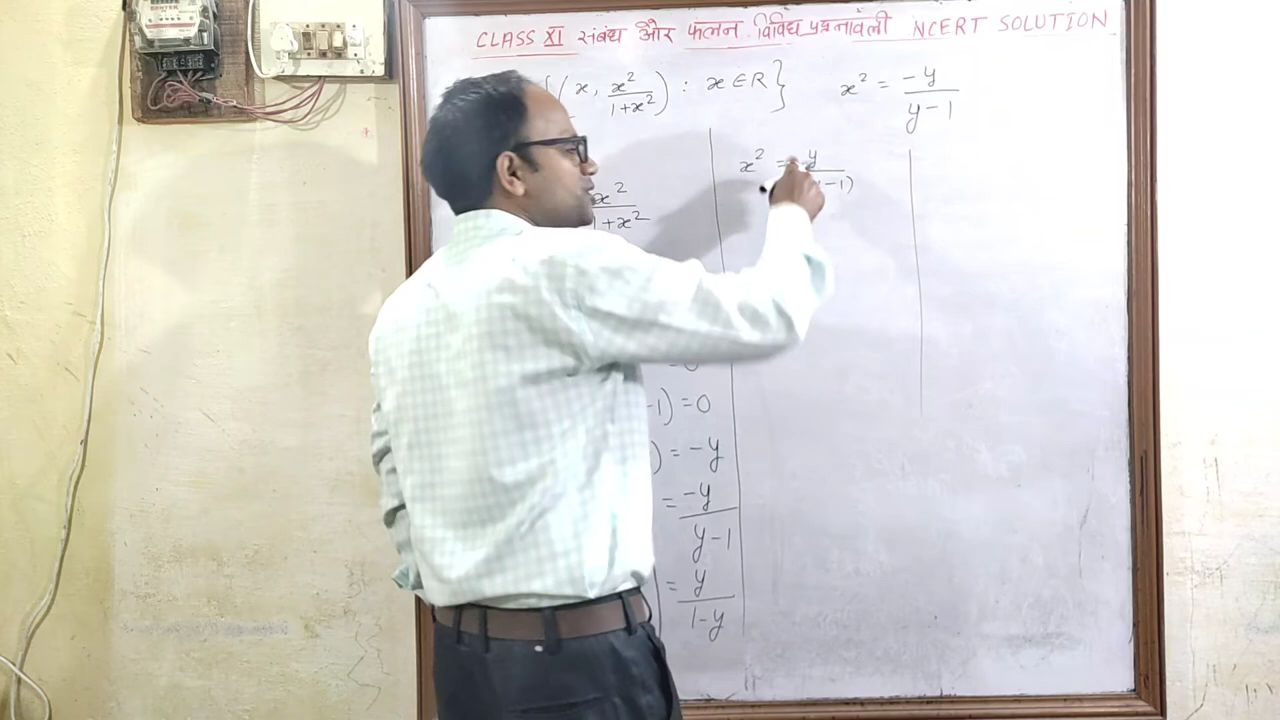 CLASS XI संबंध और फलन विविध प्रश्नावली NCERT SOLUTION
{(x, x²/1+x²) : x ∈ R}
x² = -y/y-1
x²/1+x²
-1) = 0
) = -y
= -y/y-1
= y/1-y
x² = y/-1)